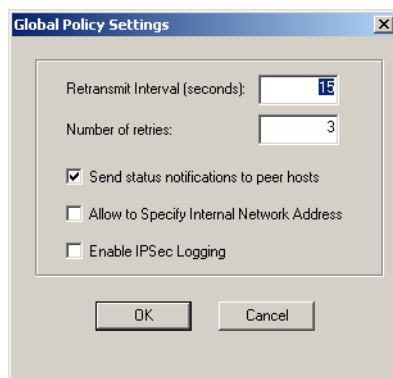 Global Policy Settings
Retransmit Interval (seconds): 15
Number of retries: 3
Send status notifications to peer hosts
Allow to Specify Internal Network Address
Enable IPSec Logging
OK Cancel